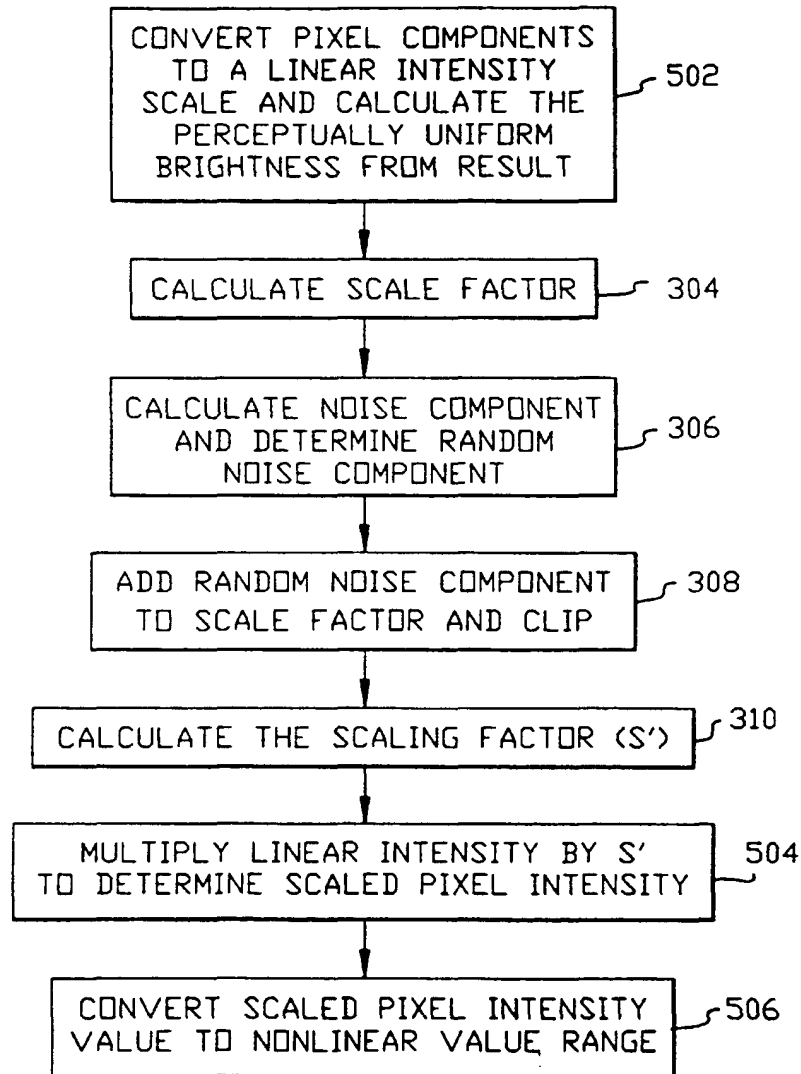 CONVERT PIXEL COMPONENTS
TO A LINEAR INTENSITY
SCALE AND CALCULATE THE
PERCEPTUALLY UNIFORM
BRIGHTNESS FROM RESULT
502
CALCULATE SCALE FACTOR
304
CALCULATE NOISE COMPONENT
AND DETERMINE RANDOM
NOISE COMPONENT
306
ADD RANDOM NOISE COMPONENT
TO SCALE FACTOR AND CLIP
308
CALCULATE THE SCALING FACTOR (S')
310
MULTIPLY LINEAR INTENSITY BY S'
TO DETERMINE SCALED PIXEL INTENSITY
504
CONVERT SCALED PIXEL INTENSITY
VALUE TO NONLINEAR VALUE RANGE
506